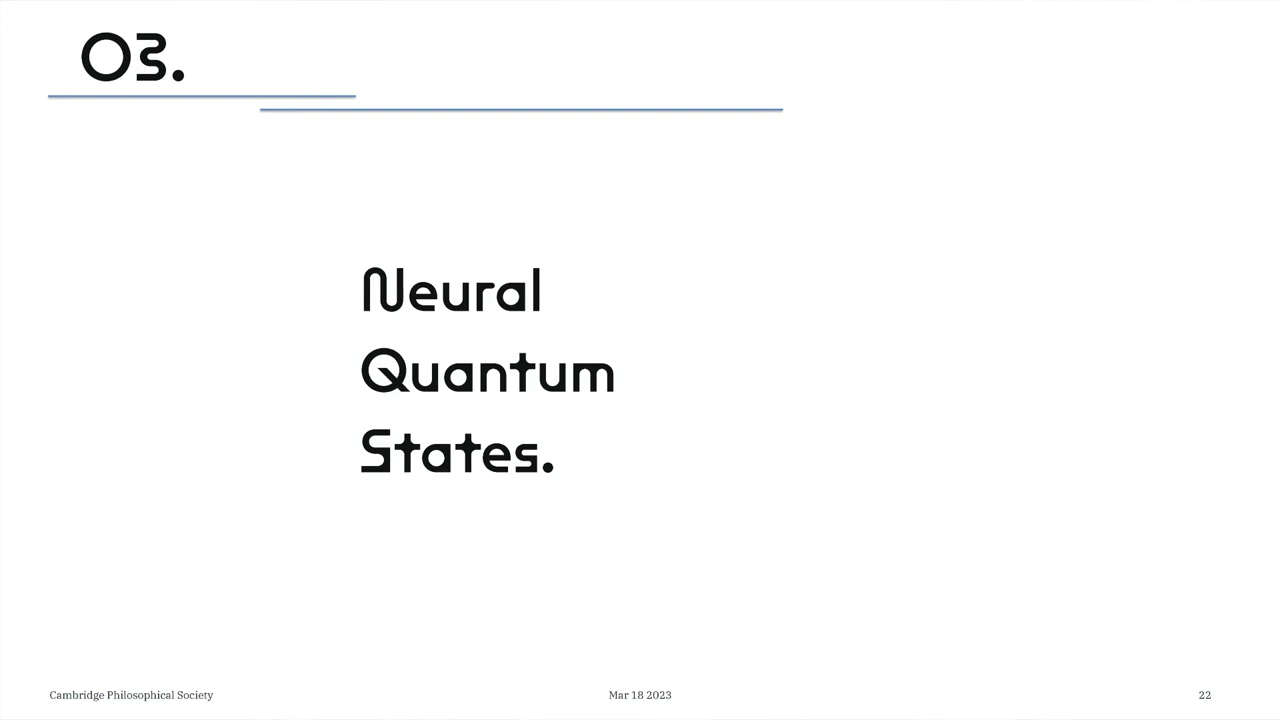 03.
Neural
Quantum
States.
Cambridge Philosophical Society
Mar 18 2023
22